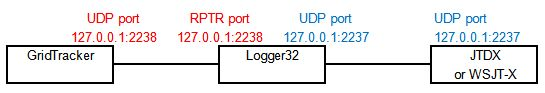 UDP port RPTR port UDP port UDP port
127.0.0.1:2238 127.0.0.1:2238 127.0.0.1:2237 127.0.0.1:2237
GridTracker Logger32 JTDX
or WSJT-X